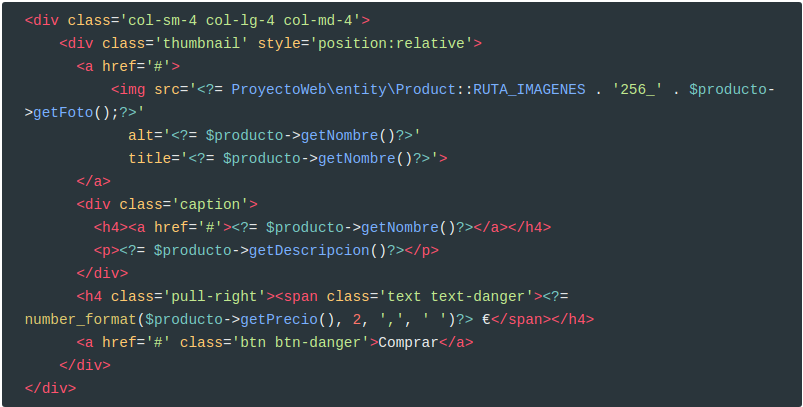 <div class='col-sm-4 col-lg-4 col-md-4'>
<div class='thumbnail' style='position:relative'>
<a href='#'>
<img src='<?= ProyectoWeb\entity\Product::RUTA_IMAGENES . '256_' . $producto-
>getFoto();?>'
alt='<?= $producto->getNombre()?>'
title='<?= $producto->getNombre()?>'>
</a>
<div class='caption'>
<h4><a href='#'><?= $producto->getNombre()?></a></h4>
<p><?= $producto->getDescripcion()?></p>
</div>
<h4 class='pull-right'><span class='text text-danger'><?=
number_format($producto->getPrecio(), 2, ',', ' ')?> €</span></h4>
<a href='#' class='btn btn-danger'>Comprar</a>
</div>
</div>